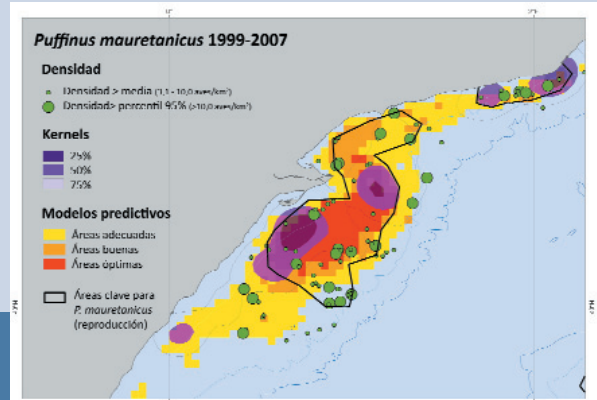 Puffinus mauretanicus 1999-2007
Densidad
Densidad > media (1,1 - 10,0 aves/km²)
Densidad> percentil 95% (>10,0 aves/km²)
Kernels
25%
50%
75%
Modelos predictivos
Áreas adecuadas
Áreas buenas
Áreas óptimas
Áreas clave para
P. mauretanicus
(reproducción)